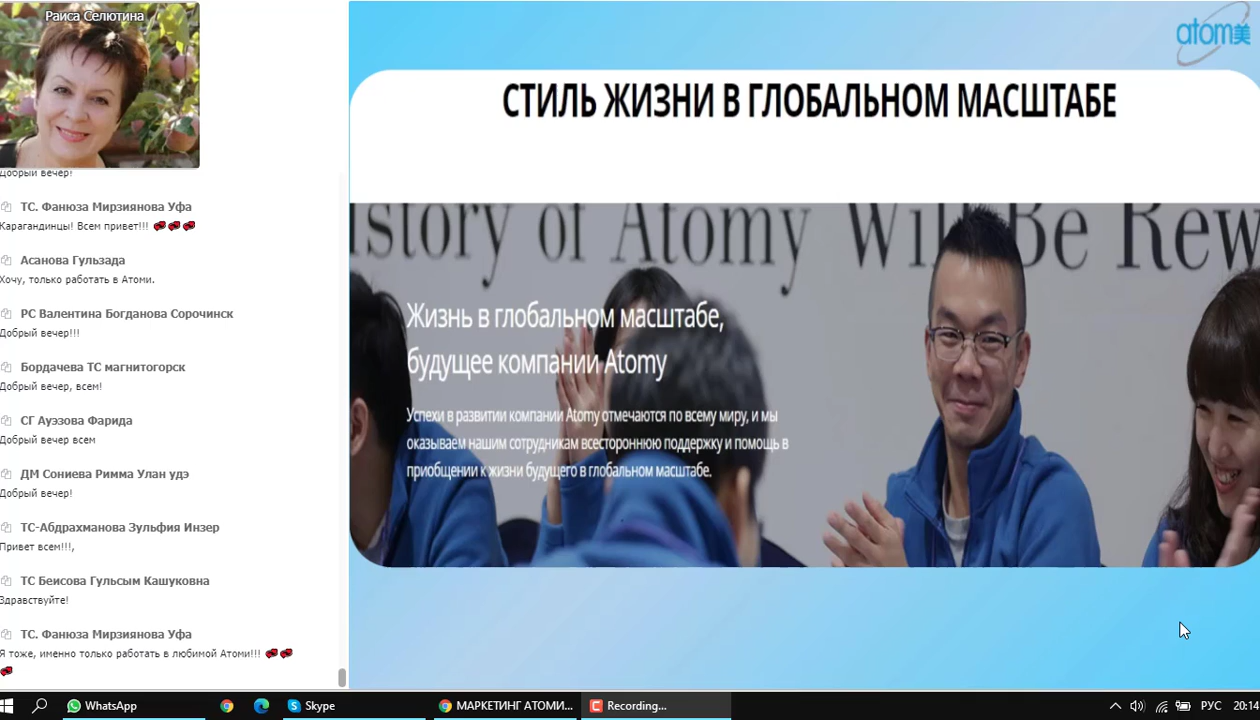 Раиса Селютина
Добрый вечер!
ТС. Фанюза Мирзиянова Уфа
Карагандинцы! Всем привет!!!
Асанова Гульзада
Хочу, только работать в Атоми.
РС Валентина Богданова Сорочинск
Добрый вечер!!!
Бордачева ТС магнитогорск
Добрый вечер, всем!
СГ Ауэзова Фарида
Добрый вечер всем
ДМ Сониева Римма Улан удэ
Добрый вечер!
ТС-Абдрахманова Зульфия Инзер
Привет всем!!!,
ТС Беисова Гульсым Кашуковна
Здравствуйте!
ТС. Фанюза Мирзиянова Уфа
Я тоже, именно только работать в любимой Атоми!!!
atom美
СТИЛЬ ЖИЗНИ В ГЛОБАЛЬНОМ МАСШТАБЕ
istory of Atomy Will Be Rew
Жизнь в глобальном масштабе,
будущее компании Atomy
Успехи в развитии компании Atomy отмечаются по всему миру, и мы
оказываем нашим сотрудникам всестороннюю поддержку и помощь в
приобщении к жизни будущего в глобальном масштабе.
WhatsApp
Skype
МАРКЕТИНГ АТОМИ...
Recording...
РУС
20:14